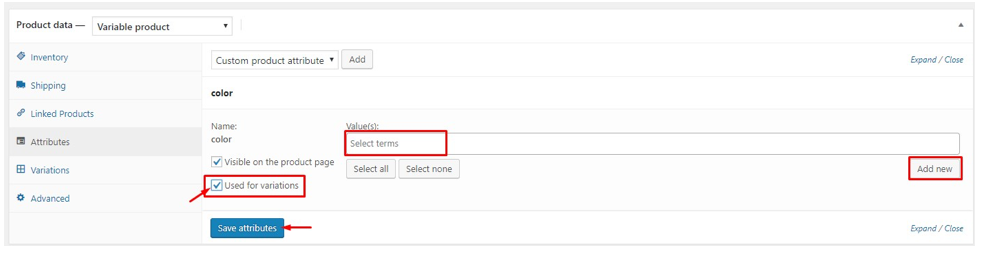 Product data — Variable product
Inventory
Custom product attribute Add Expand / Close
Shipping
color
Linked Products
Name: Value(s):
color Select terms
Attributes
Visible on the product page Select all Select none Add new
Variations
Used for variations
Advanced
Save attributes Expand / Close